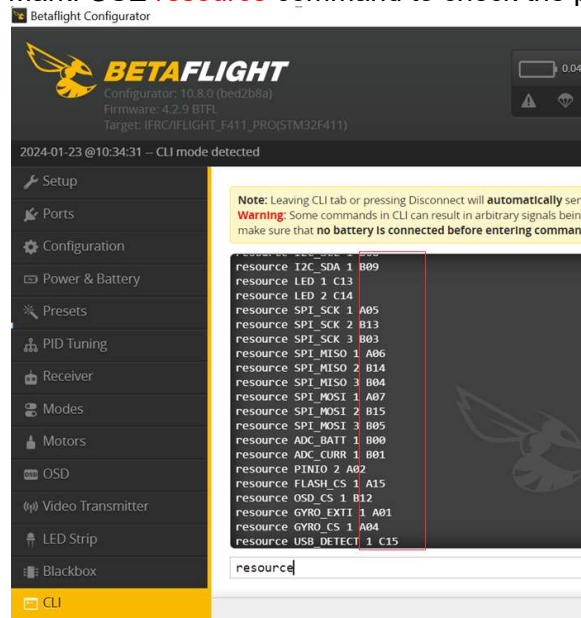 resource command to check the p
Betaflight Configurator
BETAFLIGHT
Configurator: 10.8.0 (bed2b8a)
Firmware: 4.2.9 BTFL
Target: IFRC/IFLIGHT_F411_PRO(STM32F411)
0.04
2024-01-23 @10:34:31 -- CLI mode detected
Setup
Ports
Configuration
Power & Battery
Presets
PID Tuning
Receiver
Modes
Motors
OSD
Video Transmitter
LED Strip
Blackbox
CLI
Note: Leaving CLI tab or pressing Disconnect will automatically sen
Warning: Some commands in CLI can result in arbitrary signals bein
make sure that no battery is connected before entering comman
resource I2C_SDA 1 B09
resource LED 1 C13
resource LED 2 C14
resource SPI_SCK 1 A05
resource SPI_SCK 2 B13
resource SPI_SCK 3 B03
resource SPI_MISO 1 A06
resource SPI_MISO 2 B14
resource SPI_MISO 3 B04
resource SPI_MOSI 1 A07
resource SPI_MOSI 2 B15
resource SPI_MOSI 3 B05
resource ADC_BATT 1 B00
resource ADC_CURR 1 B01
resource PINIO 2 A02
resource FLASH_CS 1 A15
resource OSD_CS 1 B12
resource GYRO_EXTI 1 A01
resource GYRO_CS 1 A04
resource USB_DETECT 1 C15
resource